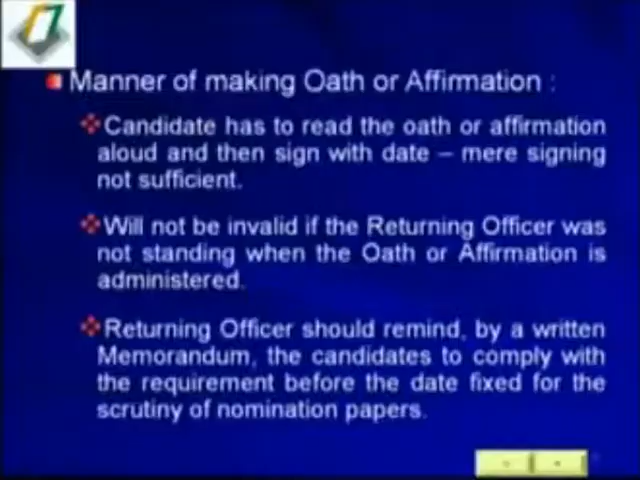 Manner of making Oath or Affirmation :
Candidate has to read the oath or affirmation
aloud and then sign with date – mere signing
not sufficient.
Will not be invalid if the Returning Officer was
not standing when the Oath or Affirmation is
administered.
Returning Officer should remind, by a written
Memorandum, the candidates to comply with
the requirement before the date fixed for the
scrutiny of nomination papers.